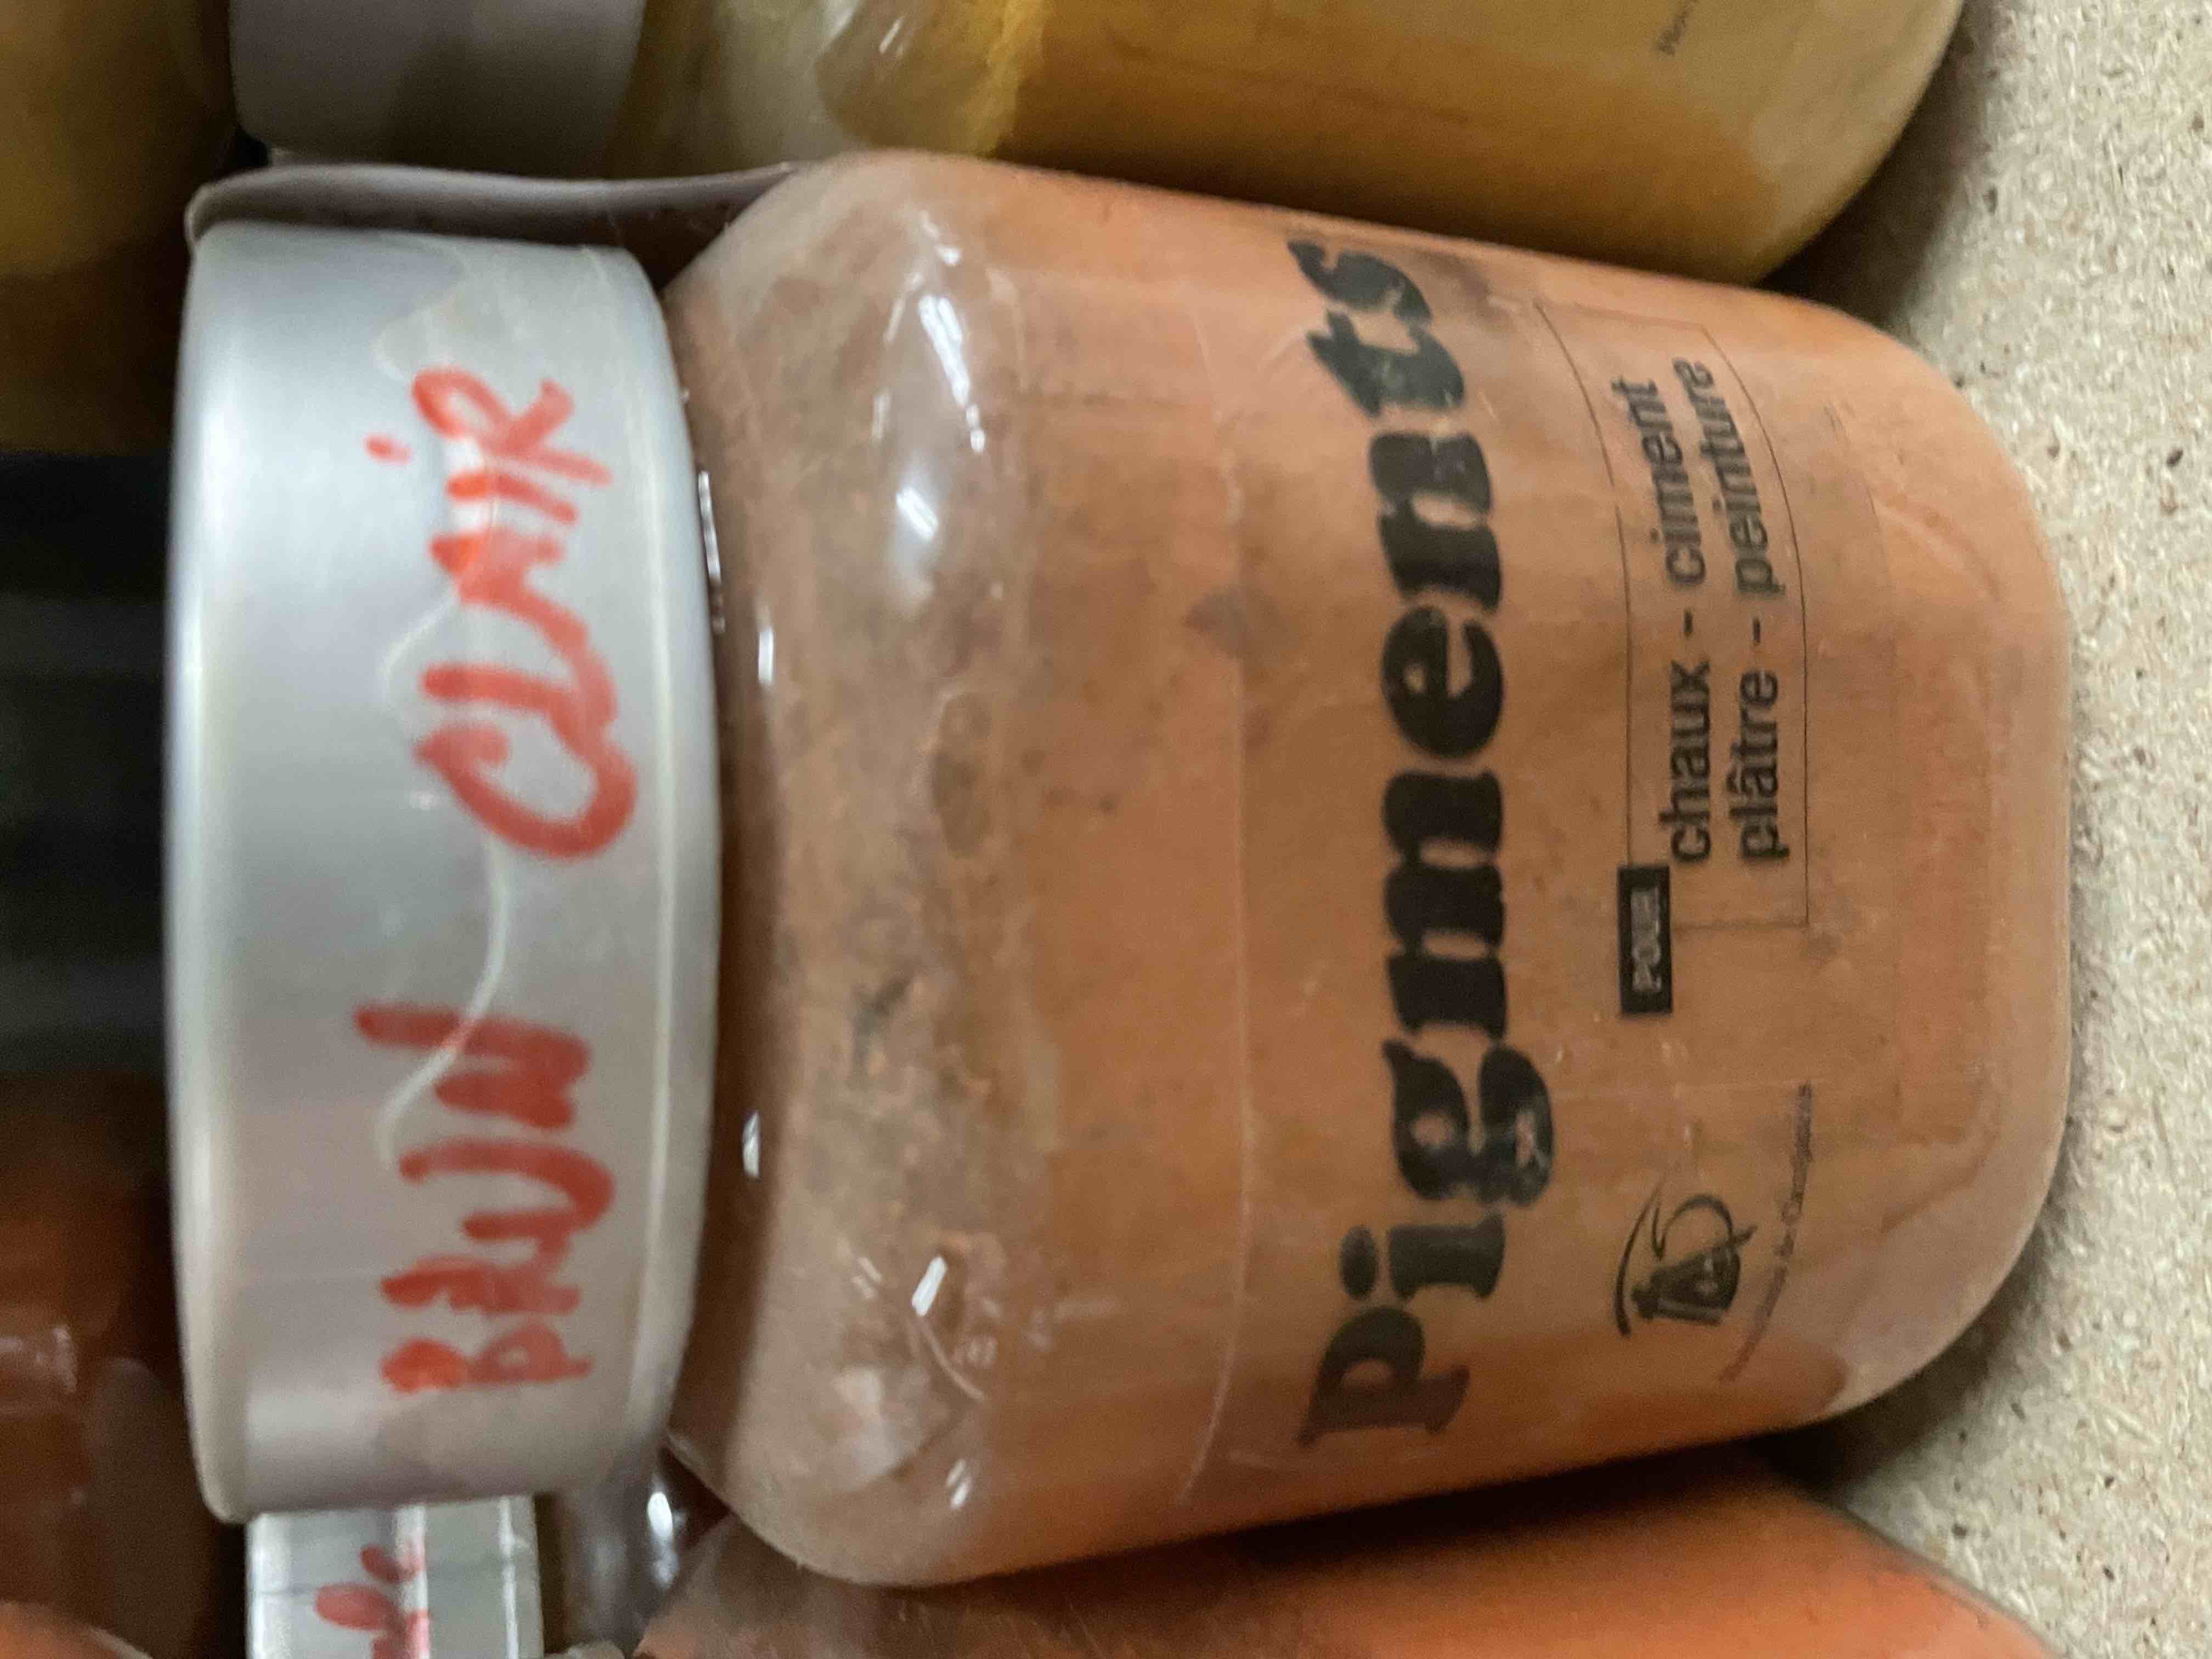 BRUN CLAIR
Pigments
POUR
chaux - ciment
plâtre - peinture